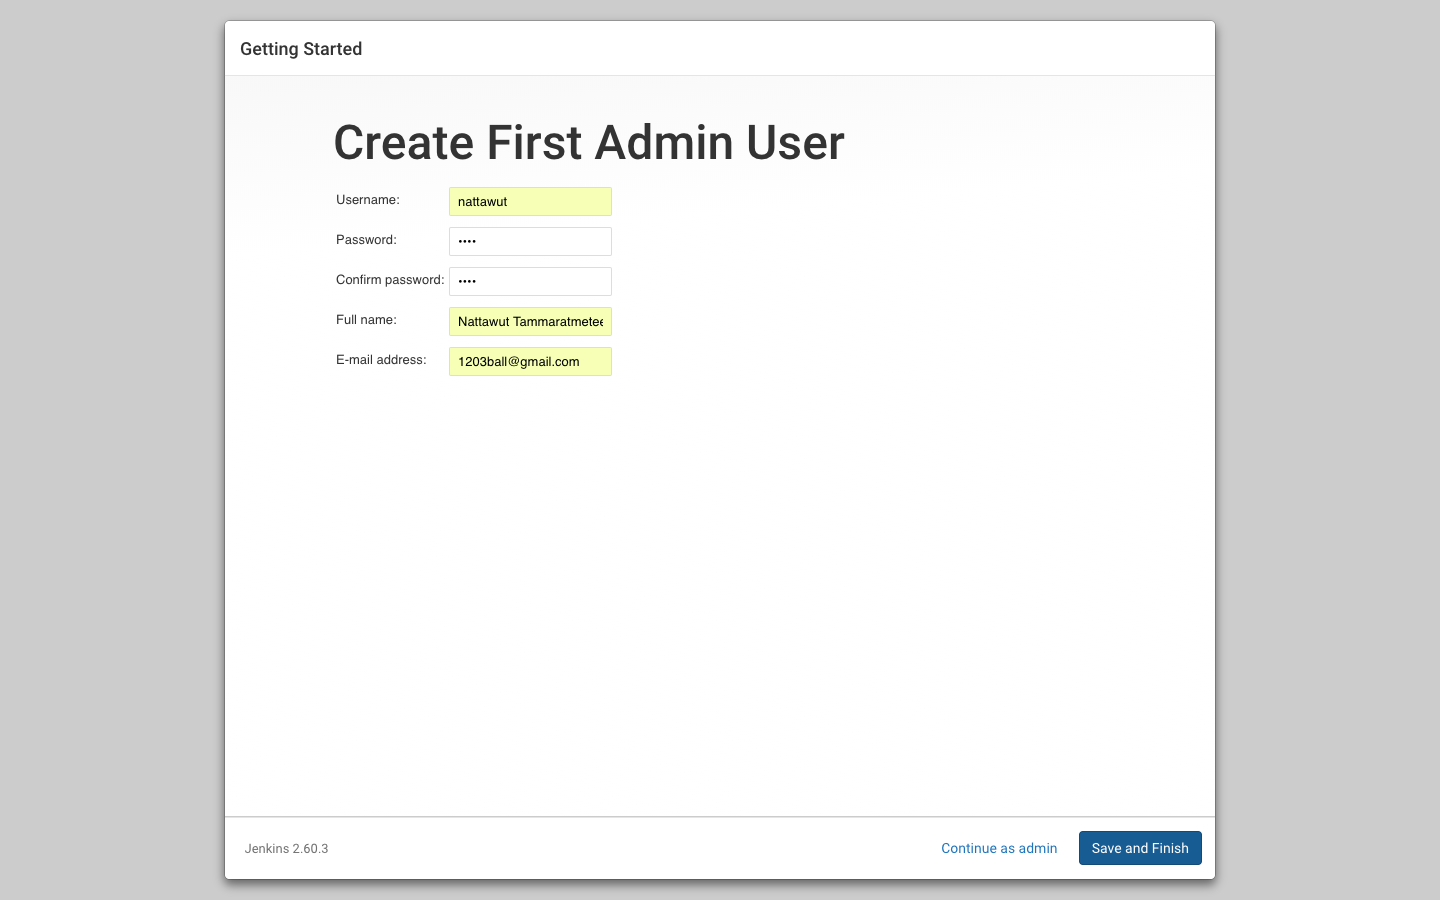 Getting Started
Create First Admin User
Username: nattawut
Password: ••••
Confirm password: ••••
Full name: Nattawut Tammaratmetee
E-mail address: 1203ball@gmail.com
Jenkins 2.60.3 Continue as admin Save and Finish